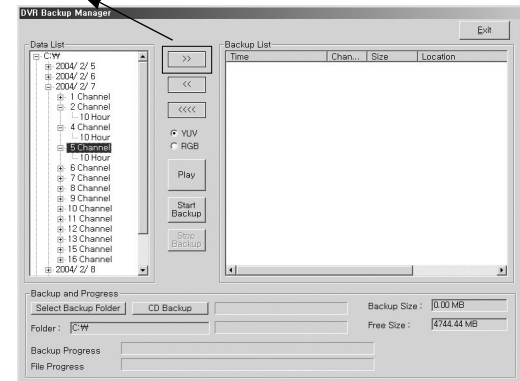 DVR Backup Manager
Exit
Data List
C:₩
2004/ 2/ 5
2004/ 2/ 6
2004/ 2/ 7
1 Channel
2 Channel
10 Hour
4 Channel
10 Hour
5 Channel
10 Hour
6 Channel
7 Channel
8 Channel
9 Channel
10 Channel
11 Channel
12 Channel
13 Channel
15 Channel
16 Channel
2004/ 2/ 8
>>
<<
<<<<
YUV
RGB
Play
Start
Backup
Stop
Backup
Backup List
Time Chan... Size Location
Backup and Progress
Select Backup Folder CD Backup Backup Size : 0.00 MB
Folder : C:₩ Free Size : 4744.44 MB
Backup Progress
File Progress